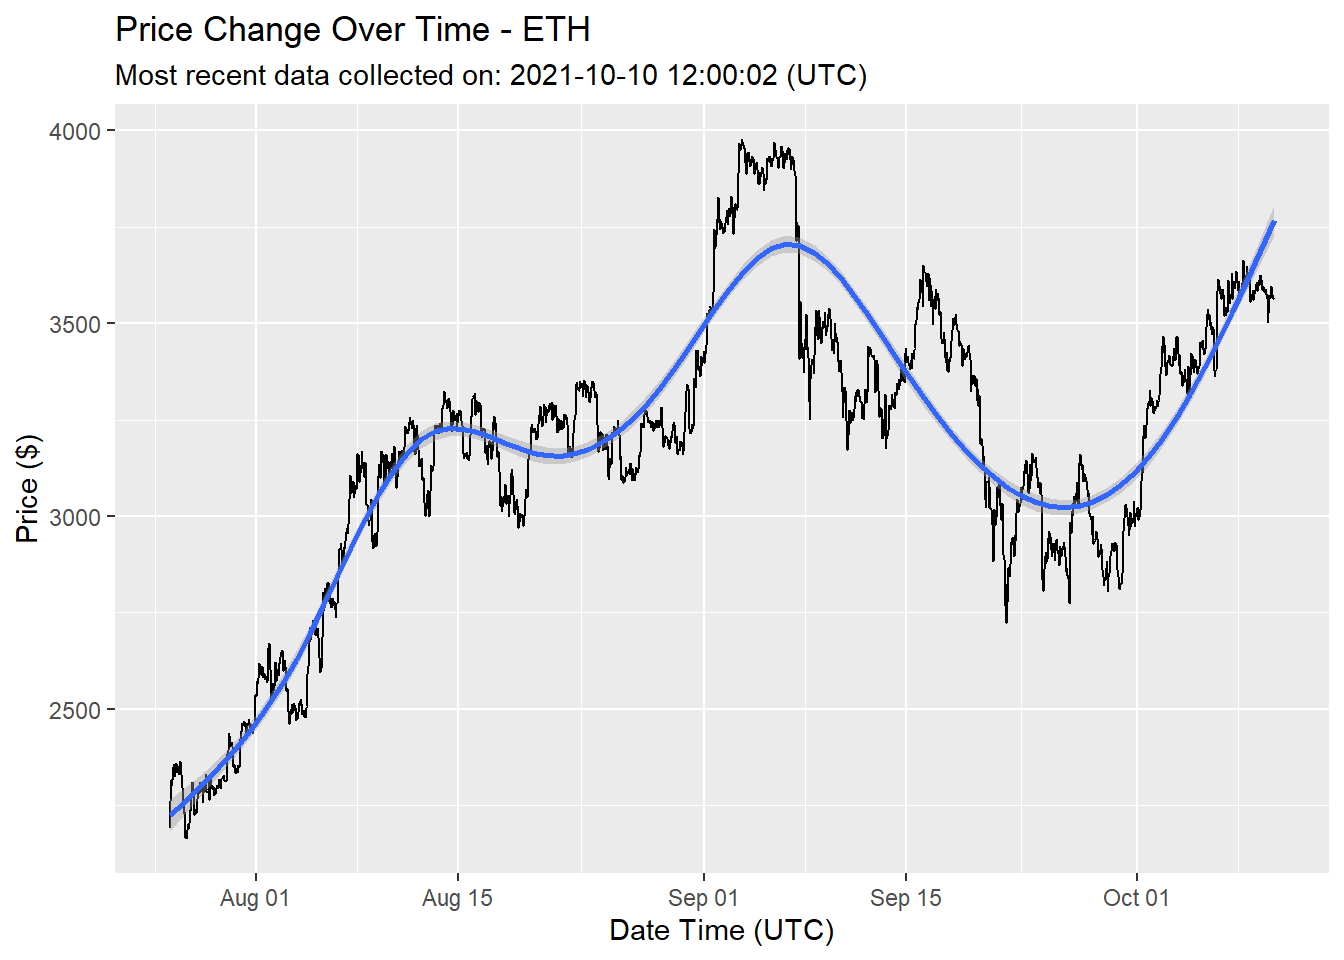 Price Change Over Time - ETH
Most recent data collected on: 2021-10-10 12:00:02 (UTC)
4000
3500
3000
2500
Price ($)
Aug 01 Aug 15 Sep 01 Sep 15 Oct 01
Date Time (UTC)